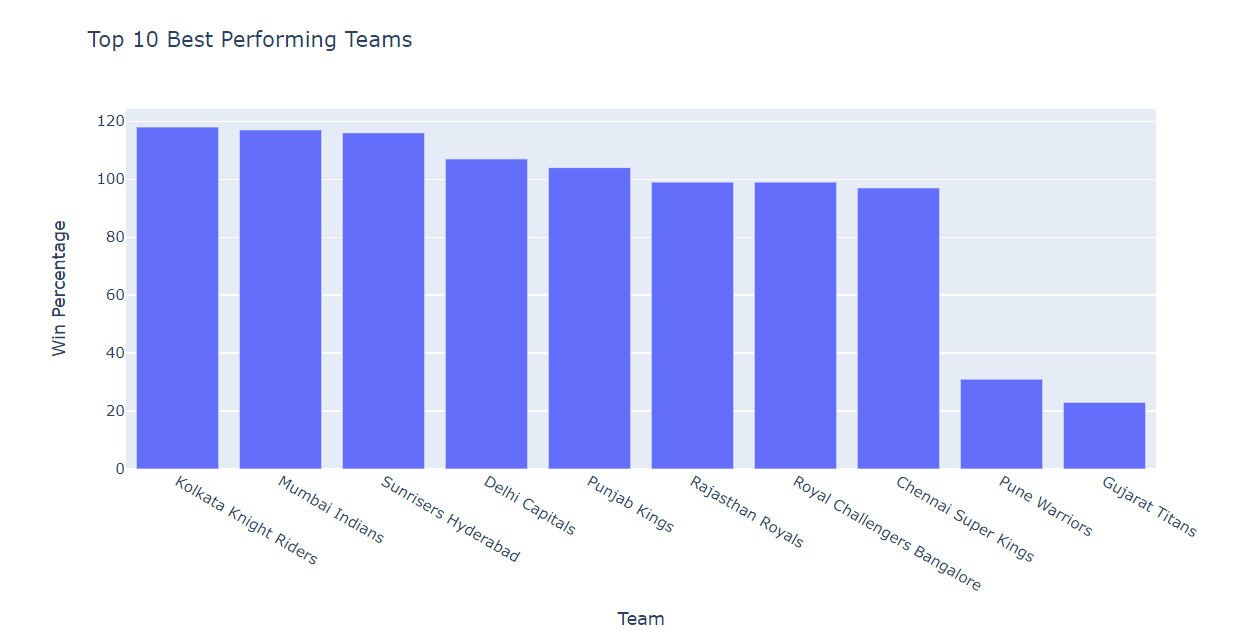 Top 10 Best Performing Teams
Win Percentage
120
100
80
60
40
20
0
Kolkata Knight Riders
Mumbai Indians
Sunrisers Hyderabad
Delhi Capitals
Punjab Kings
Rajasthan Royals
Royal Challengers Bangalore
Chennai Super Kings
Pune Warriors
Gujarat Titans
Team